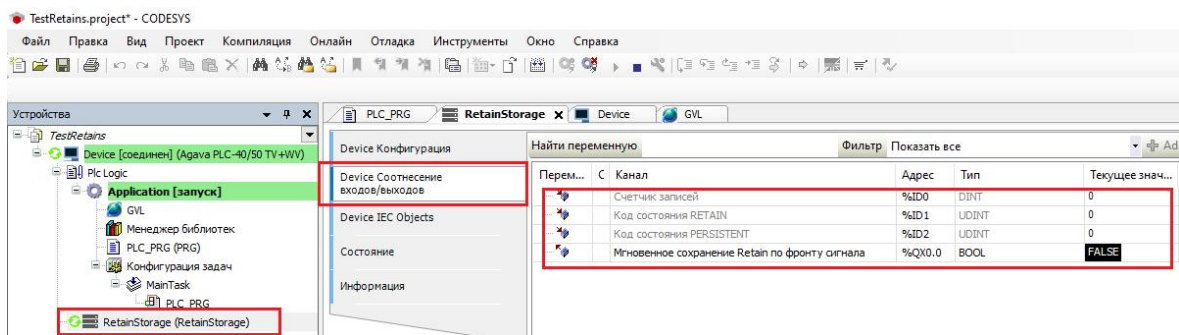 TestRetains.project* - CODESYS
Файл Правка Вид Проект Компиляция Онлайн Отладка Инструменты Окно Справка
Устройства
TestRetains
Device [соединен] (Agava PLC-40/50 TV+WV)
Plc Logic
Application [запуск]
GVL
Менеджер библиотек
PLC_PRG (PRG)
Конфигурация задач
MainTask
PLC_PRG
RetainStorage (RetainStorage)
PLC_PRG RetainStorage Device GVL
Device Конфигурация
Device Соотнесение
входов/выходов
Device IEC Objects
Состояние
Информация
Найти переменную Фильтр Показать все Ad
Перем... С Канал Адрес Тип Текущее знач...
Счетчик записей %ID0 DINT 0
Код состояния RETAIN %ID1 UDINT 0
Код состояния PERSISTENT %ID2 UDINT 0
Мгновенное сохранение Retain по фронту сигнала %QX0.0 BOOL FALSE